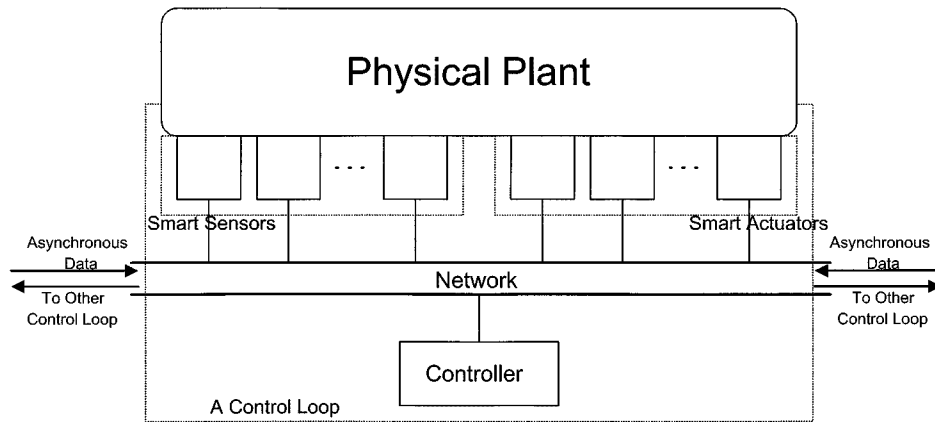 Physical Plant
. . .
. . .
Smart Sensors
Smart Actuators
Asynchronous
Data
Asynchronous
Data
Network
To Other
Control Loop
To Other
Control Loop
Controller
A Control Loop